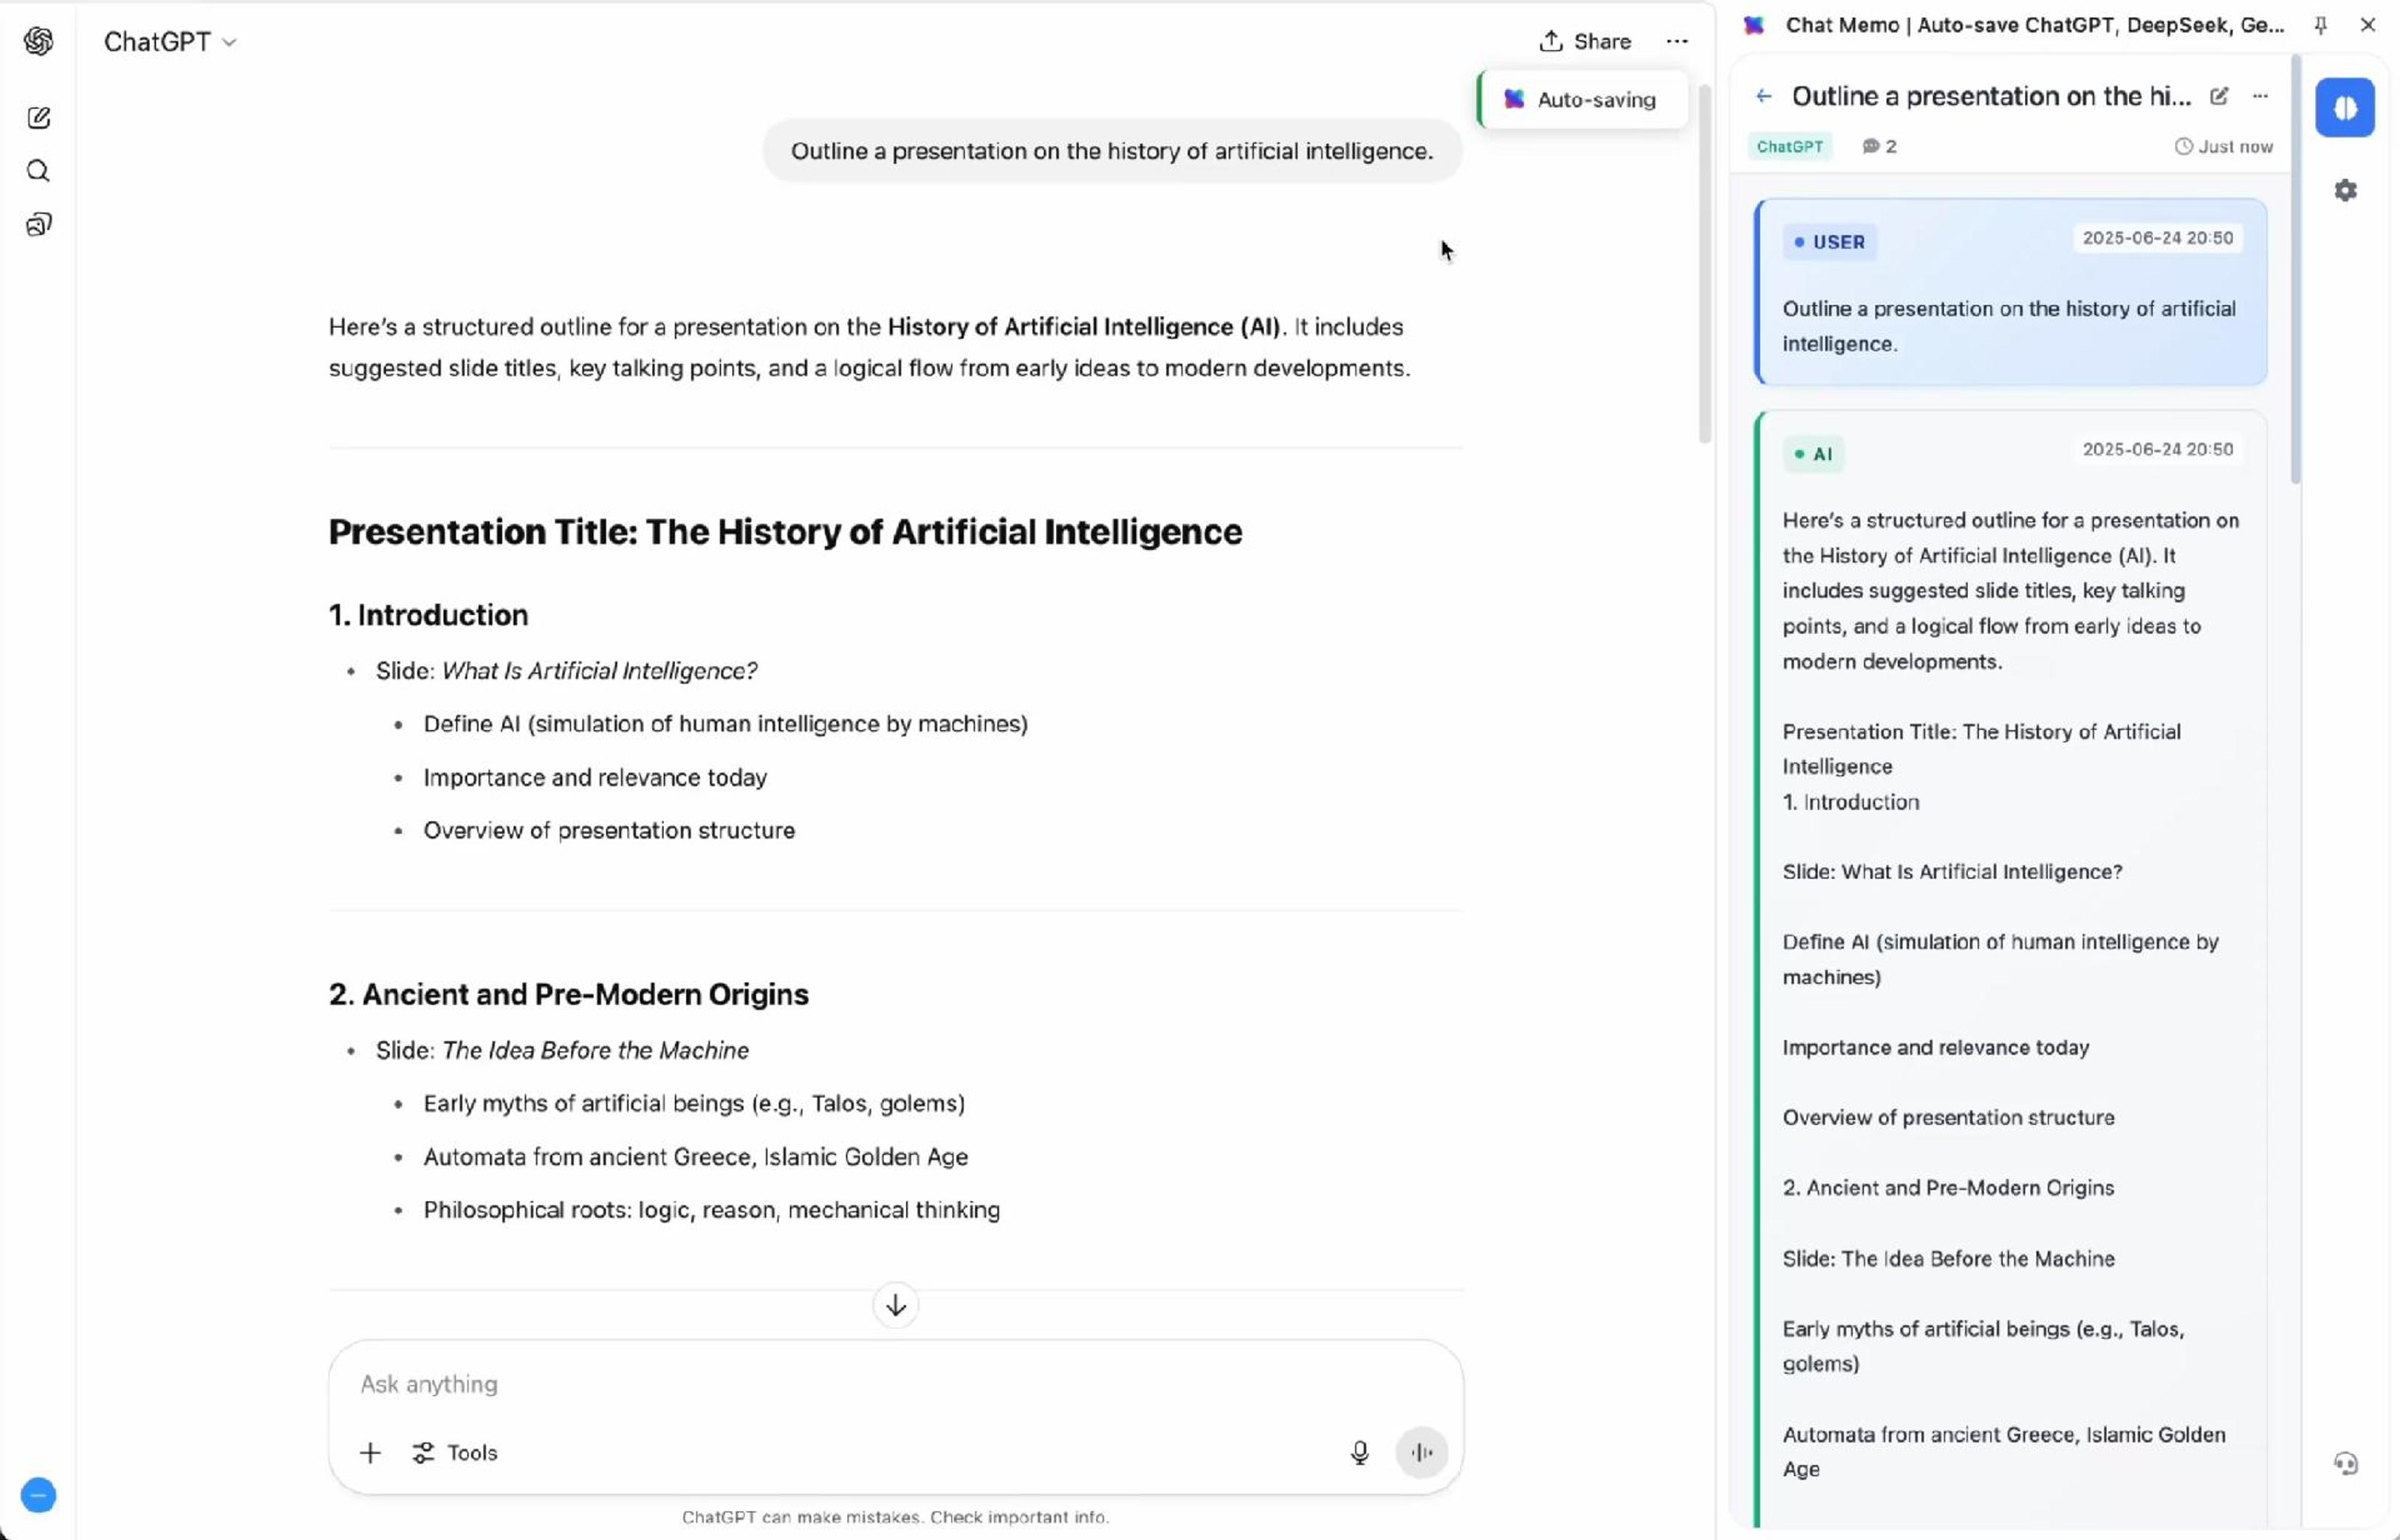 ChatGPT
Share
Auto-saving
Outline a presentation on the history of artificial intelligence.
Here's a structured outline for a presentation on the History of Artificial Intelligence (AI). It includes
suggested slide titles, key talking points, and a logical flow from early ideas to modern developments.
Presentation Title: The History of Artificial Intelligence
1. Introduction
• Slide: What Is Artificial Intelligence?
• Define AI (simulation of human intelligence by machines)
• Importance and relevance today
• Overview of presentation structure
2. Ancient and Pre-Modern Origins
• Slide: The Idea Before the Machine
• Early myths of artificial beings (e.g., Talos, golems)
• Automata from ancient Greece, Islamic Golden Age
• Philosophical roots: logic, reason, mechanical thinking
Ask anything
Tools
ChatGPT can make mistakes. Check important info.
Chat Memo | Auto-save ChatGPT, DeepSeek, Ge...
Outline a presentation on the hi...
ChatGPT 2 Just now
USER 2025-06-24 20:50
Outline a presentation on the history of artificial
intelligence.
AI 2025-06-24 20:50
Here's a structured outline for a presentation on
the History of Artificial Intelligence (AI). It
includes suggested slide titles, key talking
points, and a logical flow from early ideas to
modern developments.
Presentation Title: The History of Artificial
Intelligence
1. Introduction
Slide: What Is Artificial Intelligence?
Define AI (simulation of human intelligence by
machines)
Importance and relevance today
Overview of presentation structure
2. Ancient and Pre-Modern Origins
Slide: The Idea Before the Machine
Early myths of artificial beings (e.g., Talos,
golems)
Automata from ancient Greece, Islamic Golden
Age